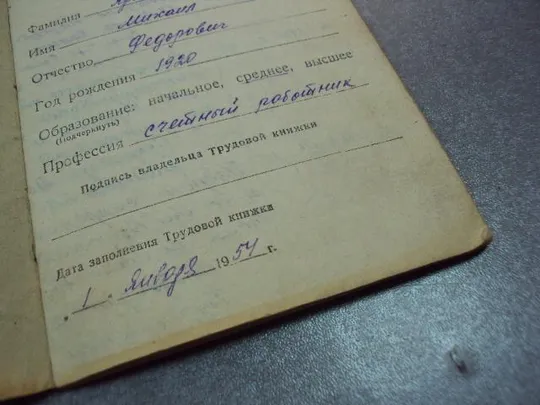 Фамилия
Имя Михаил
Отчество Федорович
Год рождения 1920
Образование: начальное, среднее, высшее
(Подчеркнуть)
Профессия счетный работник
Подпись владельца Трудовой книжки
Дата заполнения Трудовой книжки
"1" января 1954 г.